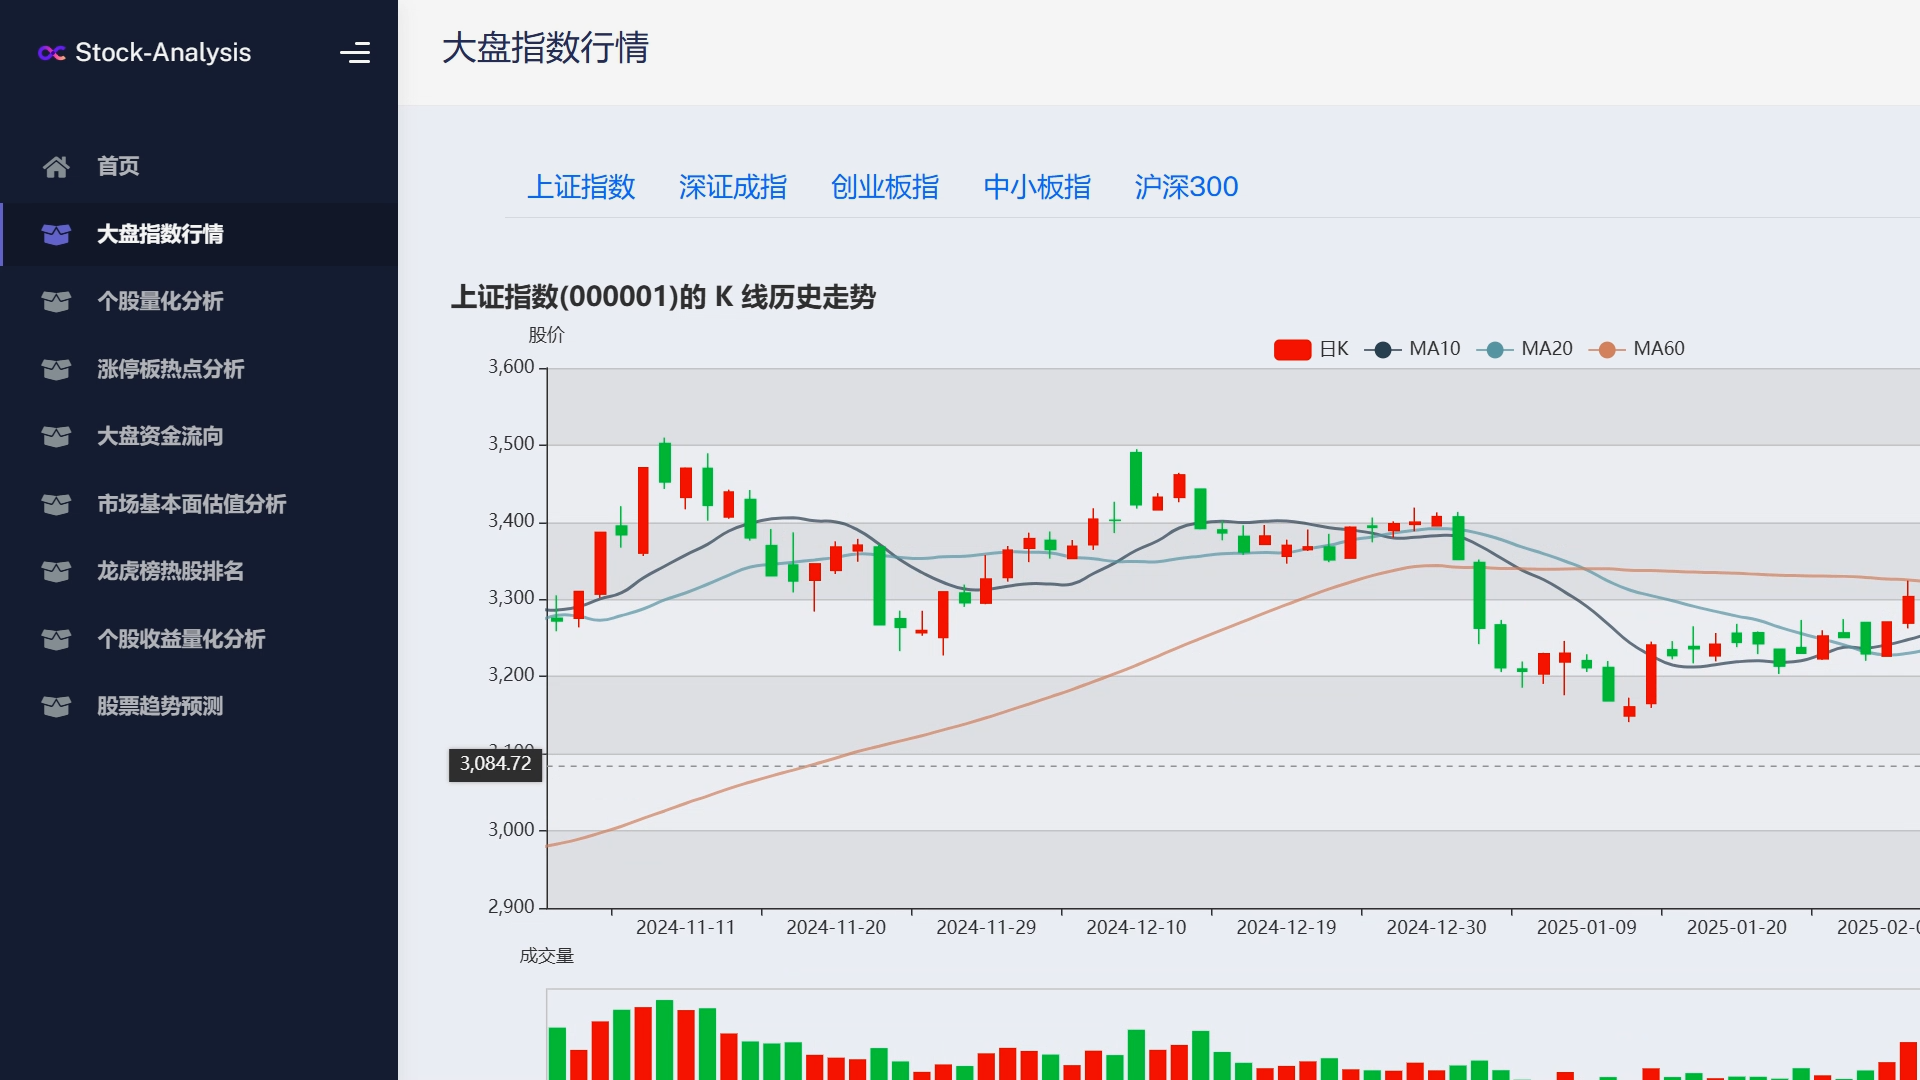 Stock-Analysis
首页
大盘指数行情
个股量化分析
涨停板热点分析
大盘资金流向
市场基本面估值分析
龙虎榜热股排名
个股收益量化分析
股票趋势预测
大盘指数行情
上证指数 深证成指 创业板指 中小板指 沪深300
上证指数(000001)的 K 线历史走势
股价
日K MA10 MA20 MA60
3,600
3,500
3,400
3,300
3,200
3,100
3,084.72
3,000
2,900
2024-11-11 2024-11-20 2024-11-29 2024-12-10 2024-12-19 2024-12-30 2025-01-09 2025-01-20 2025-02-0
成交量